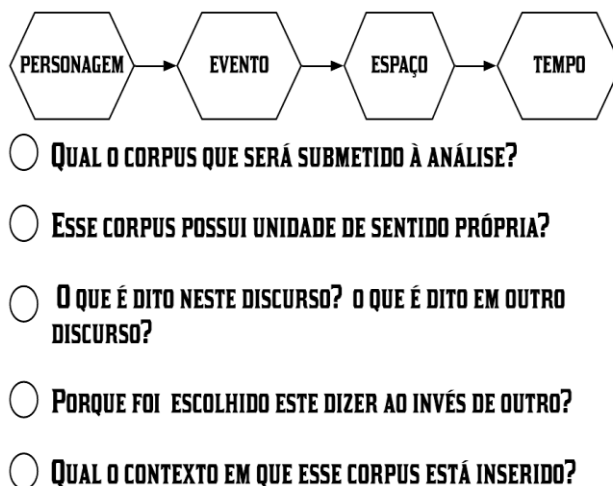 PERSONAGEM EVENTO ESPAÇO TEMPO
QUAL O CORPUS QUE SERÁ SUBMETIDO À ANÁLISE?
ESSE CORPUS POSSUI UNIDADE DE SENTIDO PRÓPRIA?
O QUE É DITO NESTE DISCURSO? O QUE É DITO EM OUTRO
DISCURSO?
PORQUE FOI ESCOLHIDO ESTE DIZER AO INVÉS DE OUTRO?
QUAL O CONTEXTO EM QUE ESSE CORPUS ESTÁ INSERIDO?